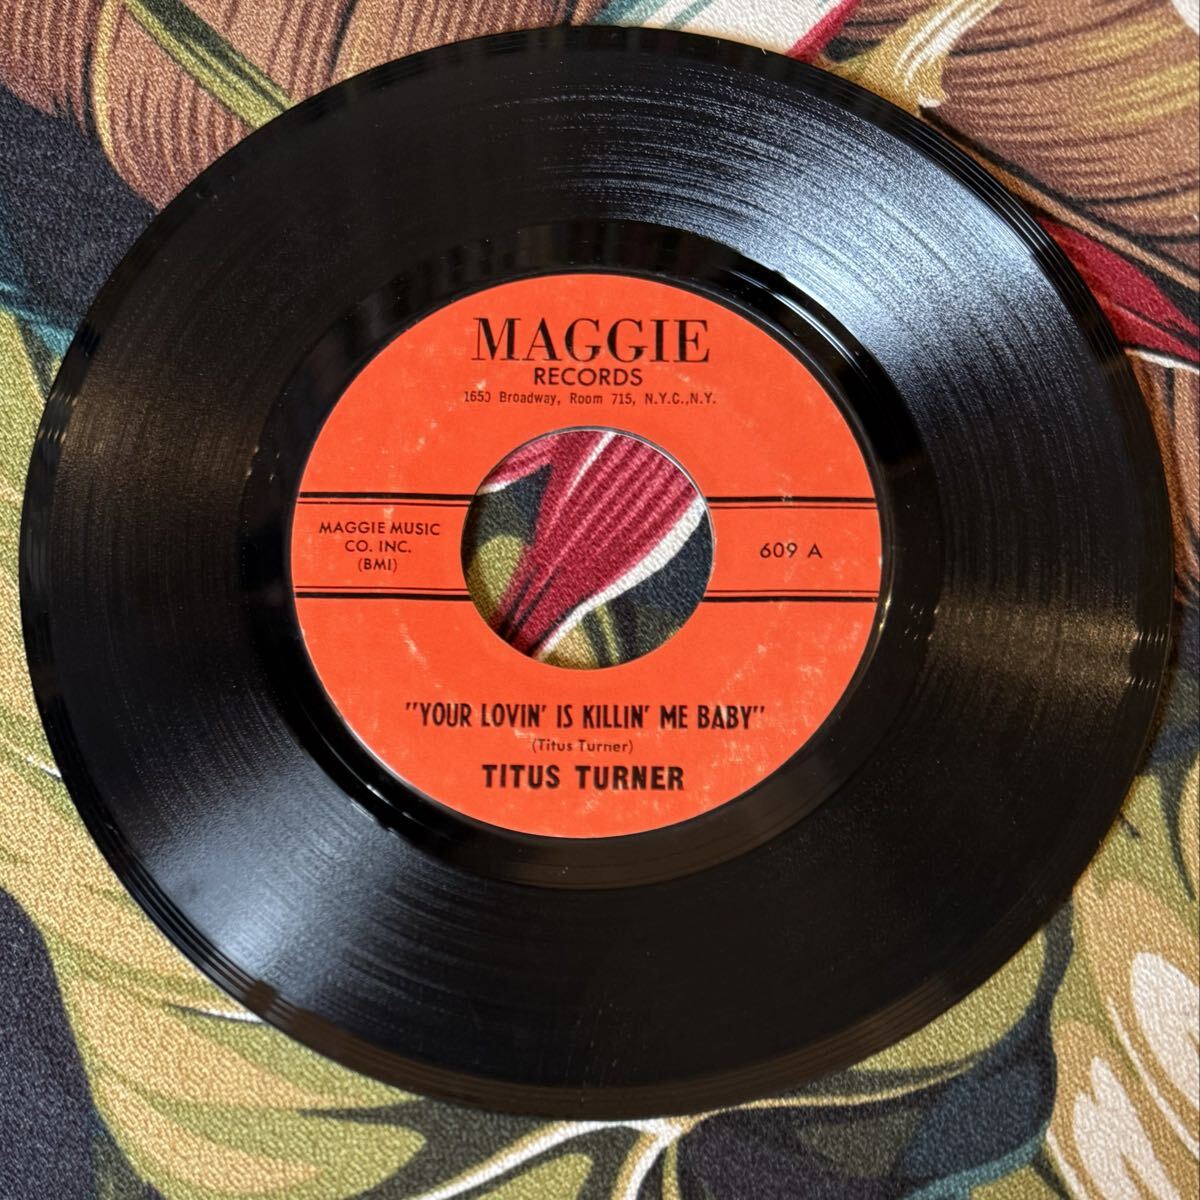 MAGGIE
RECORDS
1650 Broadway, Room 715, N.Y.C.,N.Y.
MAGGIE MUSIC
CO. INC.
(BMI)
609 A
"YOUR LOVIN' IS KILLIN' ME BABY"
(Titus Turner)
TITUS TURNER